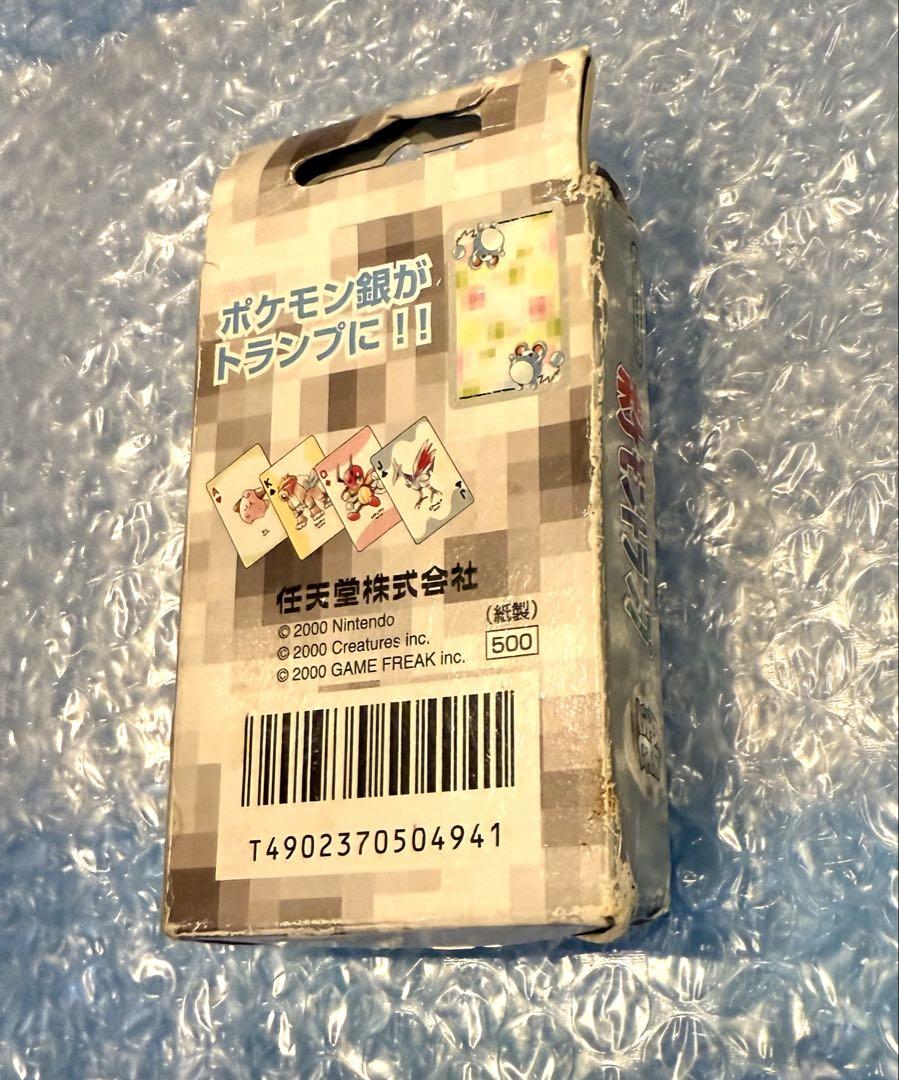 ポケモン銀が
トランプに!!
A
K
Q
J
任天堂株式会社
© 2000 Nintendo
© 2000 Creatures inc.
© 2000 GAME FREAK inc.
(紙製)
500
T4902370504941